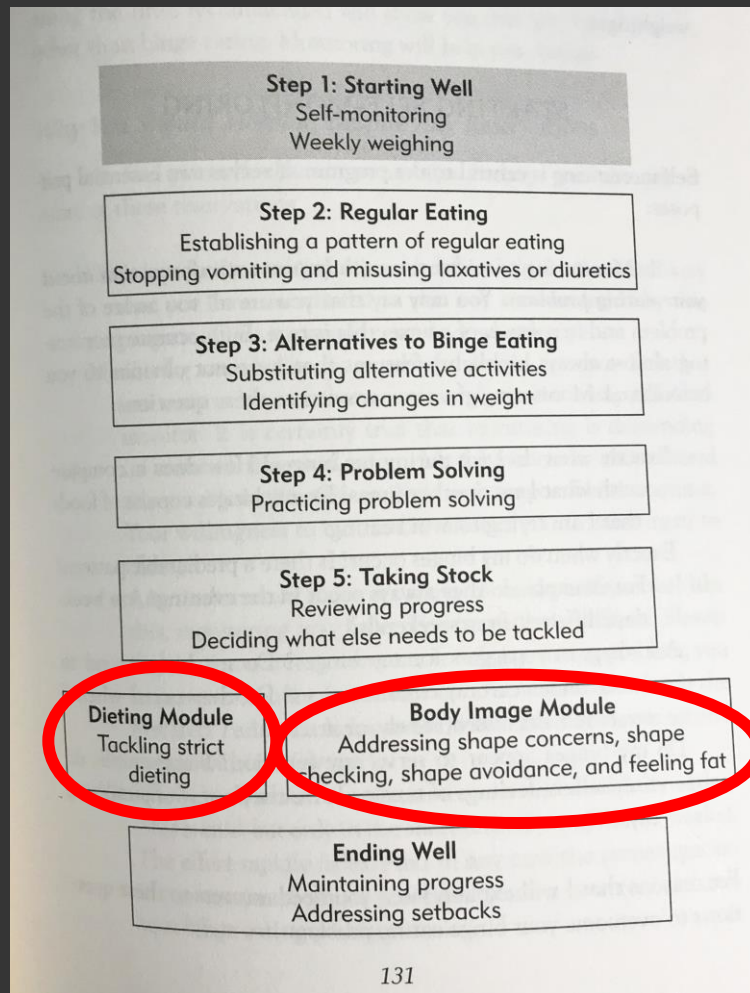 Step 1: Starting Well
Self-monitoring
Weekly weighing
Step 2: Regular Eating
Establishing a pattern of regular eating
Stopping vomiting and misusing laxatives or diuretics
Step 3: Alternatives to Binge Eating
Substituting alternative activities
Identifying changes in weight
Step 4: Problem Solving
Practicing problem solving
Step 5: Taking Stock
Reviewing progress
Deciding what else needs to be tackled
Dieting Module
Tackling strict
dieting
Body Image Module
Addressing shape concerns, shape
checking, shape avoidance, and feeling fat
Ending Well
Maintaining progress
Addressing setbacks
131